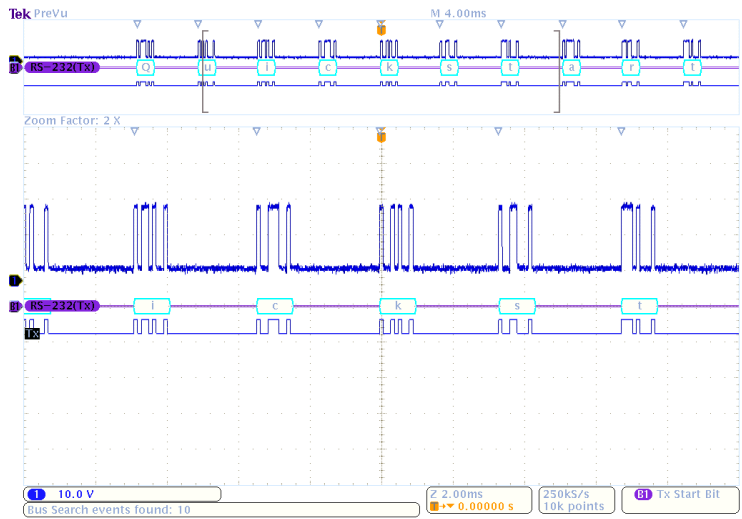 Tek PreVu M 4.00ms
B1 RS-232(Tx) Q u i c k s t a r t
Zoom Factor: 2 X
1
B1 RS-232(Tx) i c k s t
Tx
1 10.0 V Z 2.00ms 250kS/s B1 Tx Start Bit
T→▼ 0.00000 s 10k points
Bus Search events found: 10